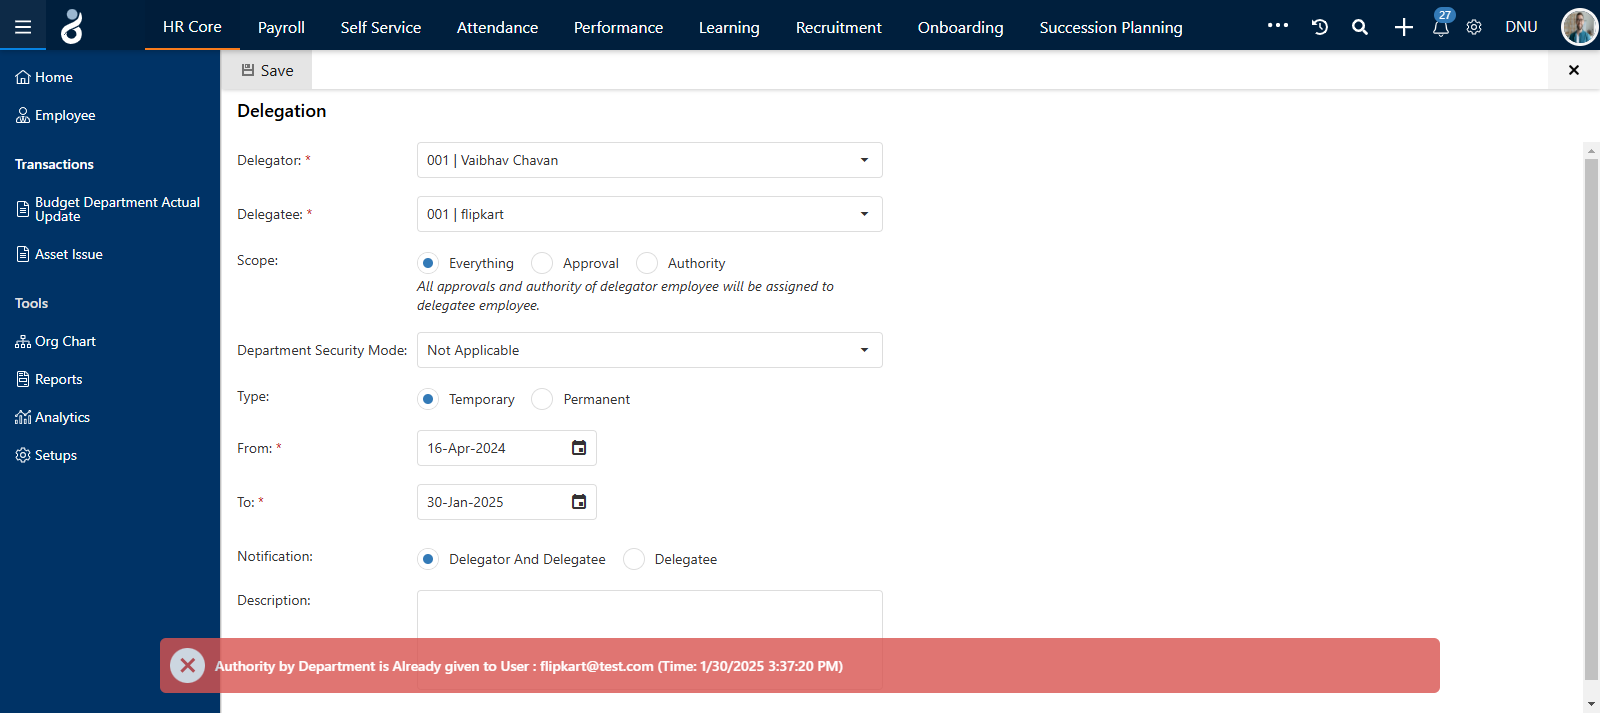 HR Core Payroll Self Service Attendance Performance Learning Recruitment Onboarding Succession Planning 27 DNU
Save
Home
Employee
Transactions
Budget Department Actual
Update
Asset Issue
Tools
Org Chart
Reports
Analytics
Setups
Delegation
Delegator: * 001 | Vaibhav Chavan
Delegatee: * 001 | flipkart
Scope: Everything Approval Authority
All approvals and authority of delegator employee will be assigned to
delegatee employee.
Department Security Mode: Not Applicable
Type: Temporary Permanent
From: * 16-Apr-2024
To: * 30-Jan-2025
Notification: Delegator And Delegatee Delegatee
Description:
Authority by Department is Already given to User : flipkart@test.com (Time: 1/30/2025 3:37:20 PM)